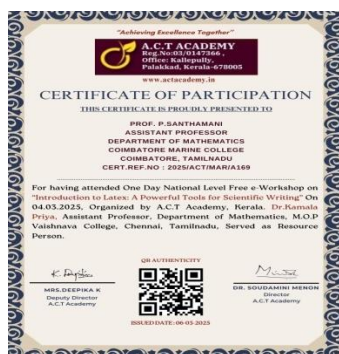 "Achieving Excellence Together"
A.C.T ACADEMY
Reg.No:03/0147366,
Office: Kallepully,
Palakkad, Kerala-678005
www.actacademy.in
CERTIFICATE OF PARTICIPATION
THIS CERTIFICATE IS PROUDLY PRESENTED TO
PROF. P.SANTHAMANI
ASSISTANT PROFESSOR
DEPARTMENT OF MATHEMATICS
COIMBATORE MARINE COLLEGE
COIMBATORE, TAMILNADU
CERT.REF.NO : 2025/ACT/MAR/A169
For having attended One Day National Level Free e-Workshop on
"Introduction to Latex: A Powerful Tools for Scientific Writing" On
04.03.2025, Organized by A.C.T Academy, Kerala. Dr.Kamala
Priya, Assistant Professor, Department of Mathematics, M.O.P
Vaishnava College, Chennai, Tamilnadu, Served as Resource
Person.
QR AUTHENTICITY
MRS.DEEPIKA K
Deputy Director
A.C.T Academy
DR. SOUDAMINI MENON
Director
A.C.T Academy
ISSUED DATE: 06-03-2025